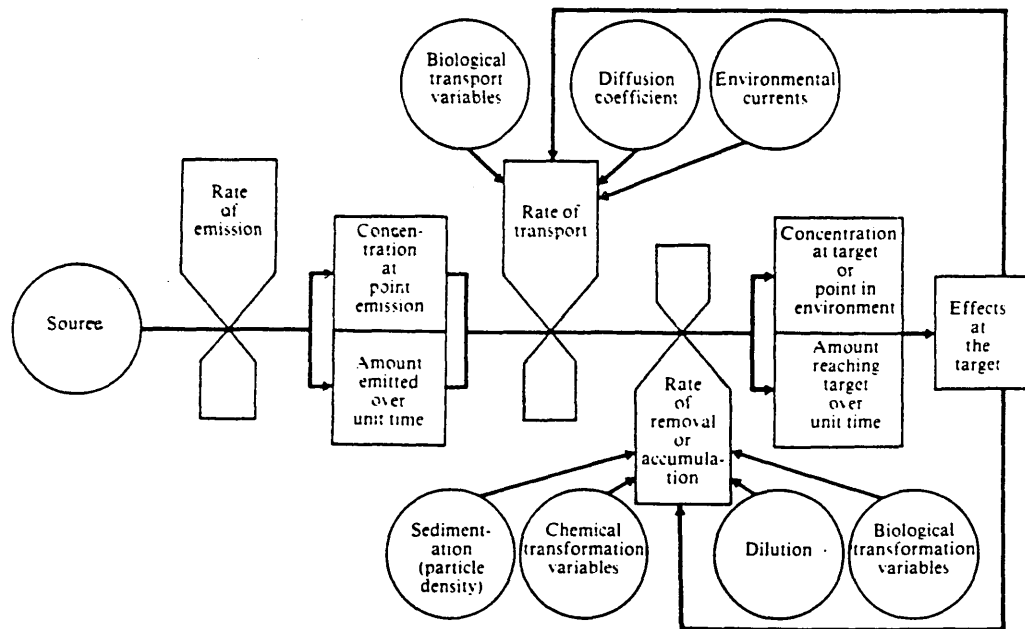 Biological
transport
variables
Diffusion
coefficient
Environmental
currents
Rate
of
emission
Concen-
tration
at
point
emission
Rate of
transport
Concentration
at target
or
point in
environment
Source
Effects
at
the
target
Amount
emitted
over
unit time
Rate
of
removal
or
accumula-
tion
Amount
reaching
target
over
unit time
Sediment-
ation
(particle
density)
Chemical
transformation
variables
Dilution
Biological
transformation
variables